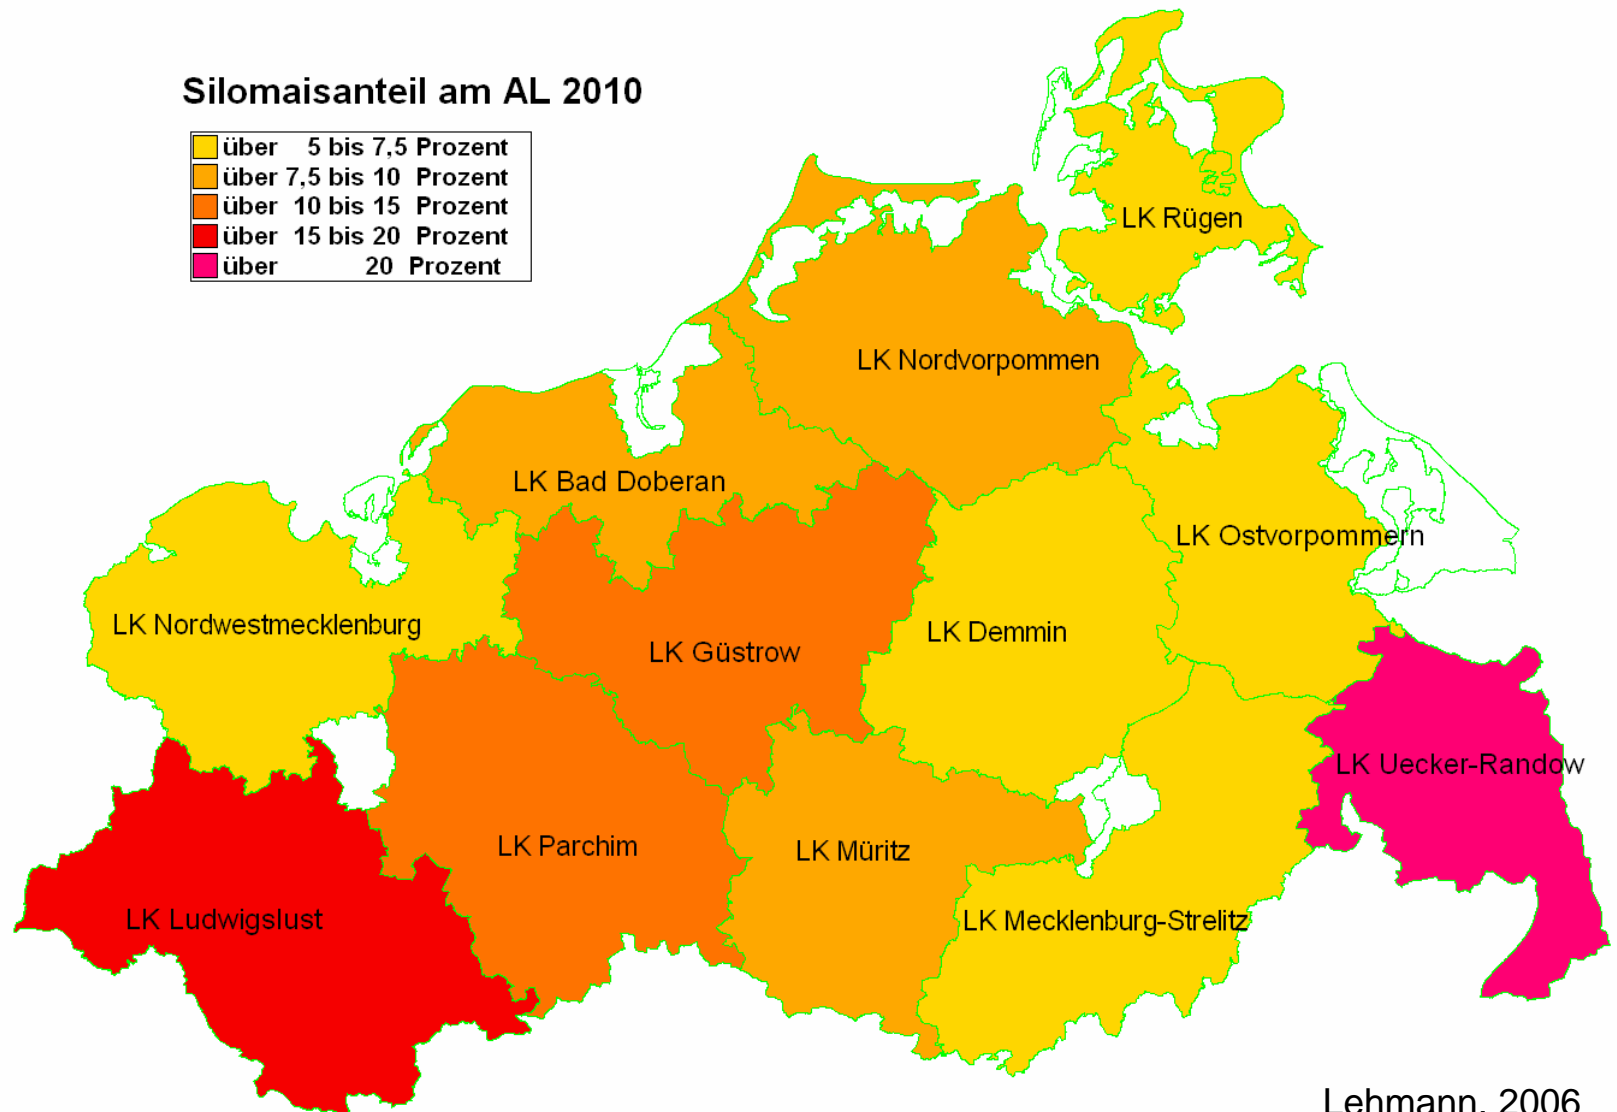 Silomaisanteil am AL 2010
über 5 bis 7,5 Prozent
über 7,5 bis 10 Prozent
über 10 bis 15 Prozent
über 15 bis 20 Prozent
über 20 Prozent
LK Rügen
LK Nordvorpommen
LK Bad Doberan
LK Ostvorpommern
LK Nordwestmecklenburg
LK Güstrow
LK Demmin
LK Uecker-Randow
LK Parchim
LK Müritz
LK Ludwigslust
LK Mecklenburg-Strelitz
Lehmann, 2006